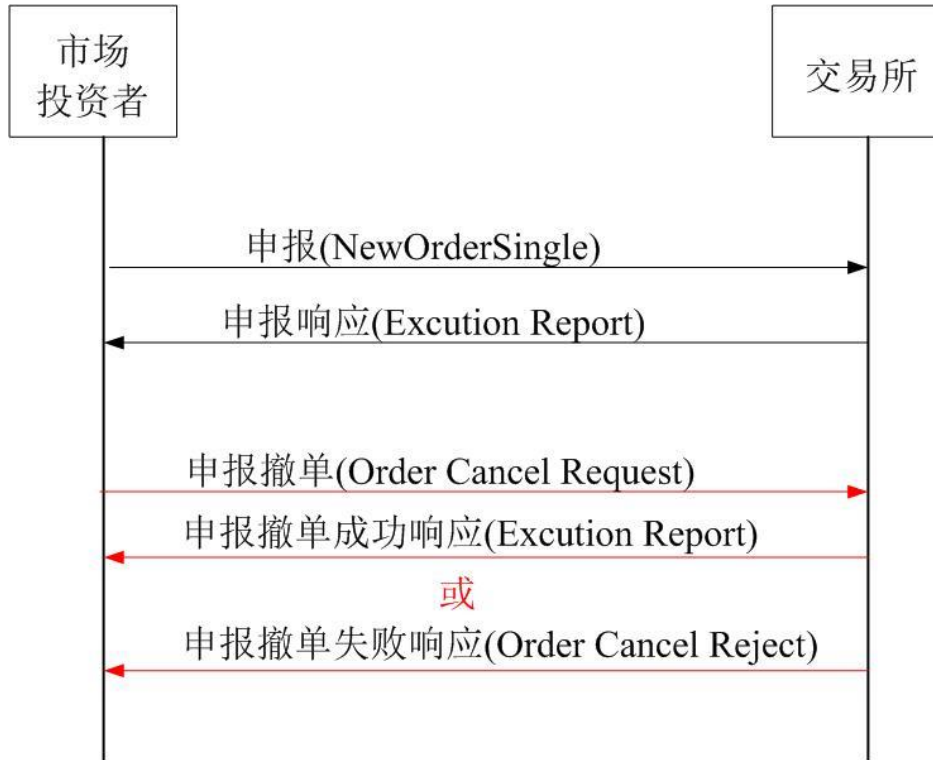 市场
投资者
交易所
申报(NewOrderSingle)
申报响应(Excution Report)
申报撤单(Order Cancel Request)
申报撤单成功响应(Excution Report)
或
申报撤单失败响应(Order Cancel Reject)